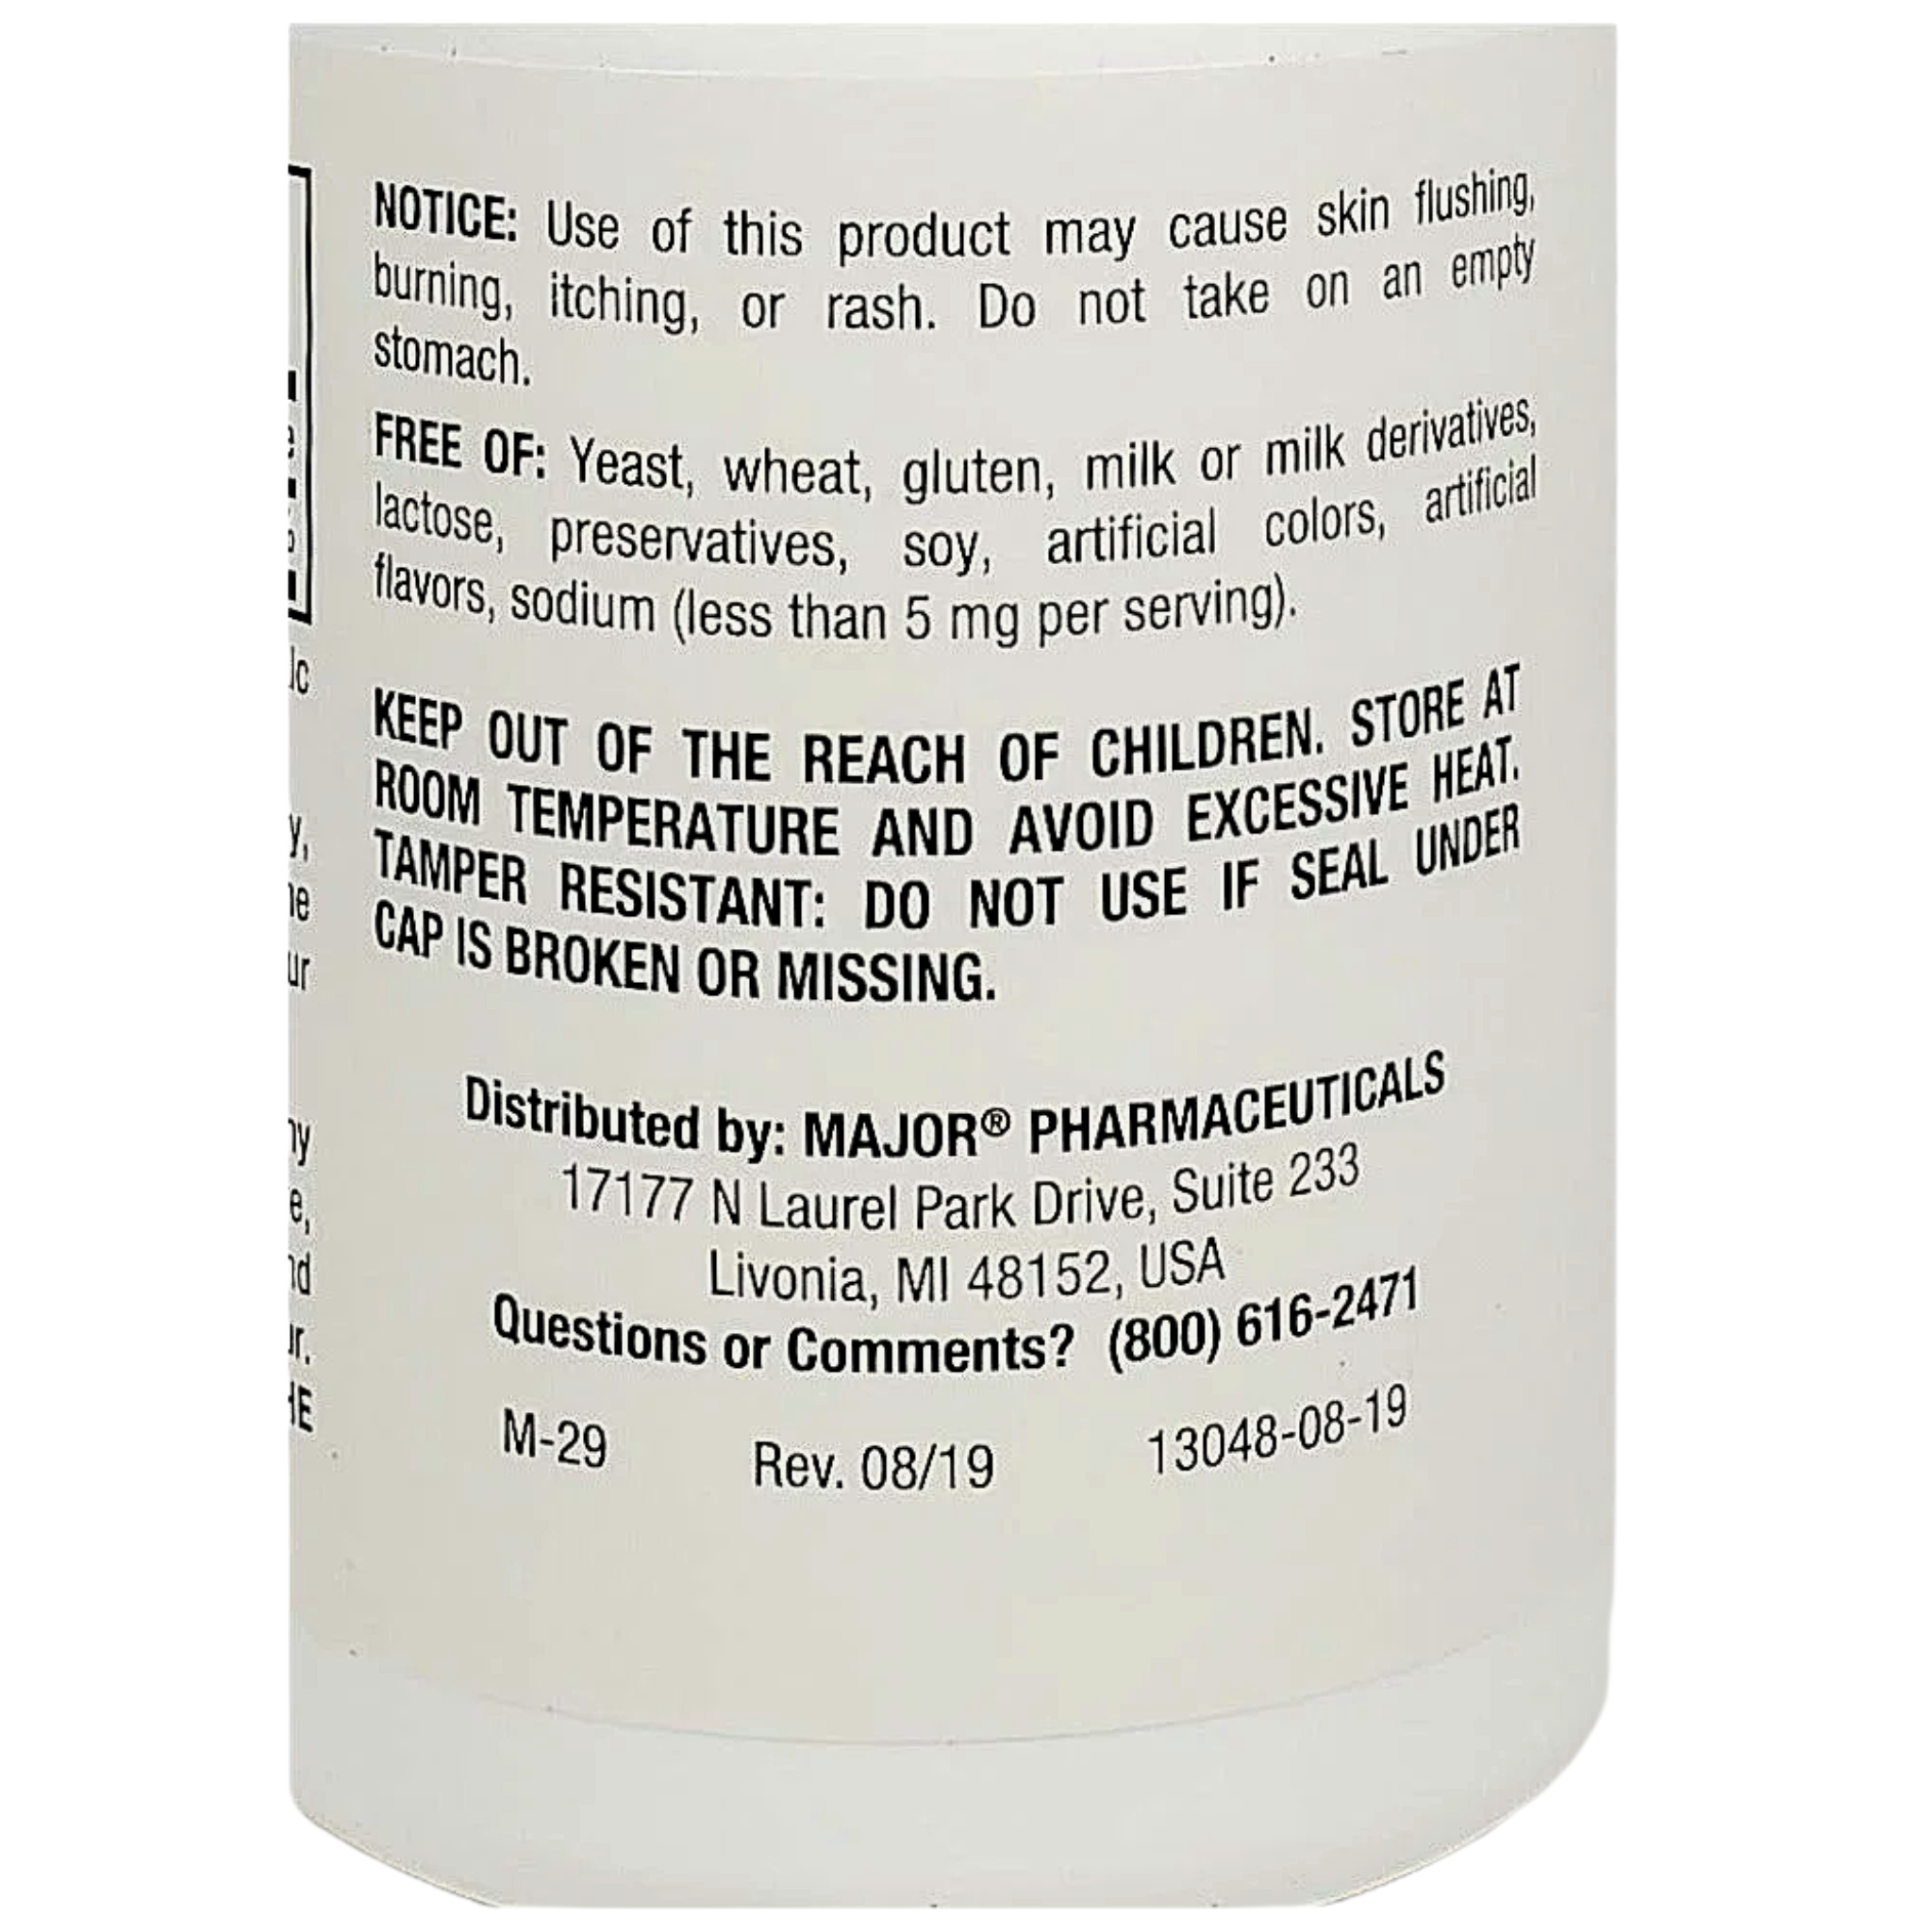 NOTICE: Use of this product may cause skin flushing,
burning, itching, or rash. Do not take on an empty
stomach.
FREE OF: Yeast, wheat, gluten, milk or milk derivatives,
lactose, preservatives, soy, artificial colors, artificial
flavors, sodium (less than 5 mg per serving).
KEEP OUT OF THE REACH OF CHILDREN. STORE AT
ROOM TEMPERATURE AND AVOID EXCESSIVE HEAT.
TAMPER RESISTANT: DO NOT USE IF SEAL UNDER
CAP IS BROKEN OR MISSING.
Distributed by: MAJOR® PHARMACEUTICALS
17177 N Laurel Park Drive, Suite 233
Livonia, MI 48152, USA
Questions or Comments? (800) 616-2471
M-29 Rev. 08/19 13048-08-19